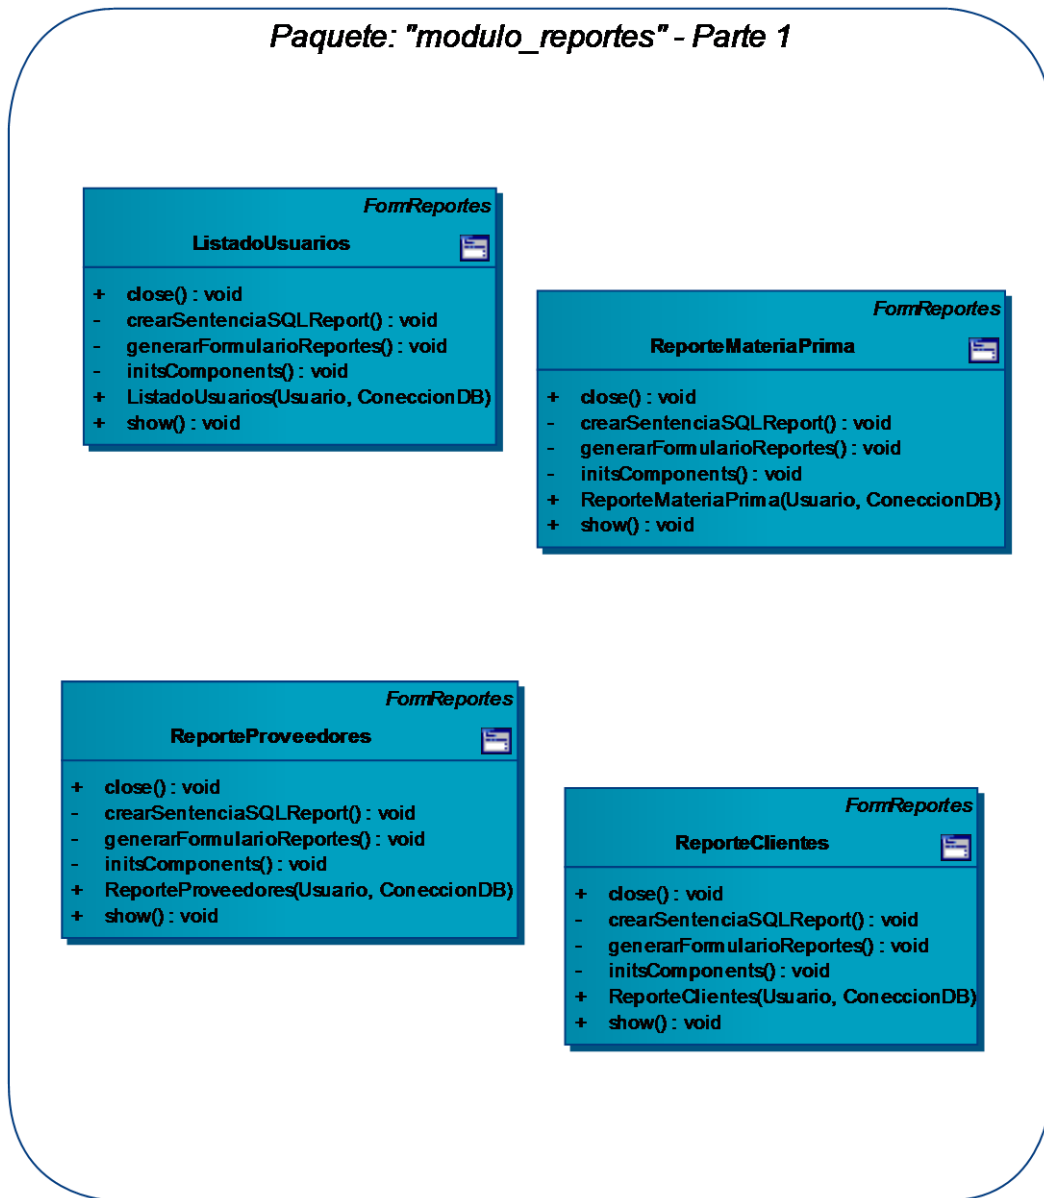 Paquete: "modulo_reportes" - Parte 1
FormReportes
ListadoUsuarios
+ close() : void
- crearSentenciaSQLReport() : void
- generarFormularioReportes() : void
- initsComponents() : void
+ ListadoUsuarios(Usuario, ConeccionDB)
+ show() : void
FormReportes
ReporteMateriaPrima
+ close() : void
- crearSentenciaSQLReport() : void
- generarFormularioReportes() : void
- initsComponents() : void
+ ReporteMateriaPrima(Usuario, ConeccionDB)
+ show() : void
FormReportes
ReporteProveedores
+ close() : void
- crearSentenciaSQLReport() : void
- generarFormularioReportes() : void
- initsComponents() : void
+ ReporteProveedores(Usuario, ConeccionDB)
+ show() : void
FormReportes
ReporteClientes
+ close() : void
- crearSentenciaSQLReport() : void
- generarFormularioReportes() : void
- initsComponents() : void
+ ReporteClientes(Usuario, ConeccionDB)
+ show() : void